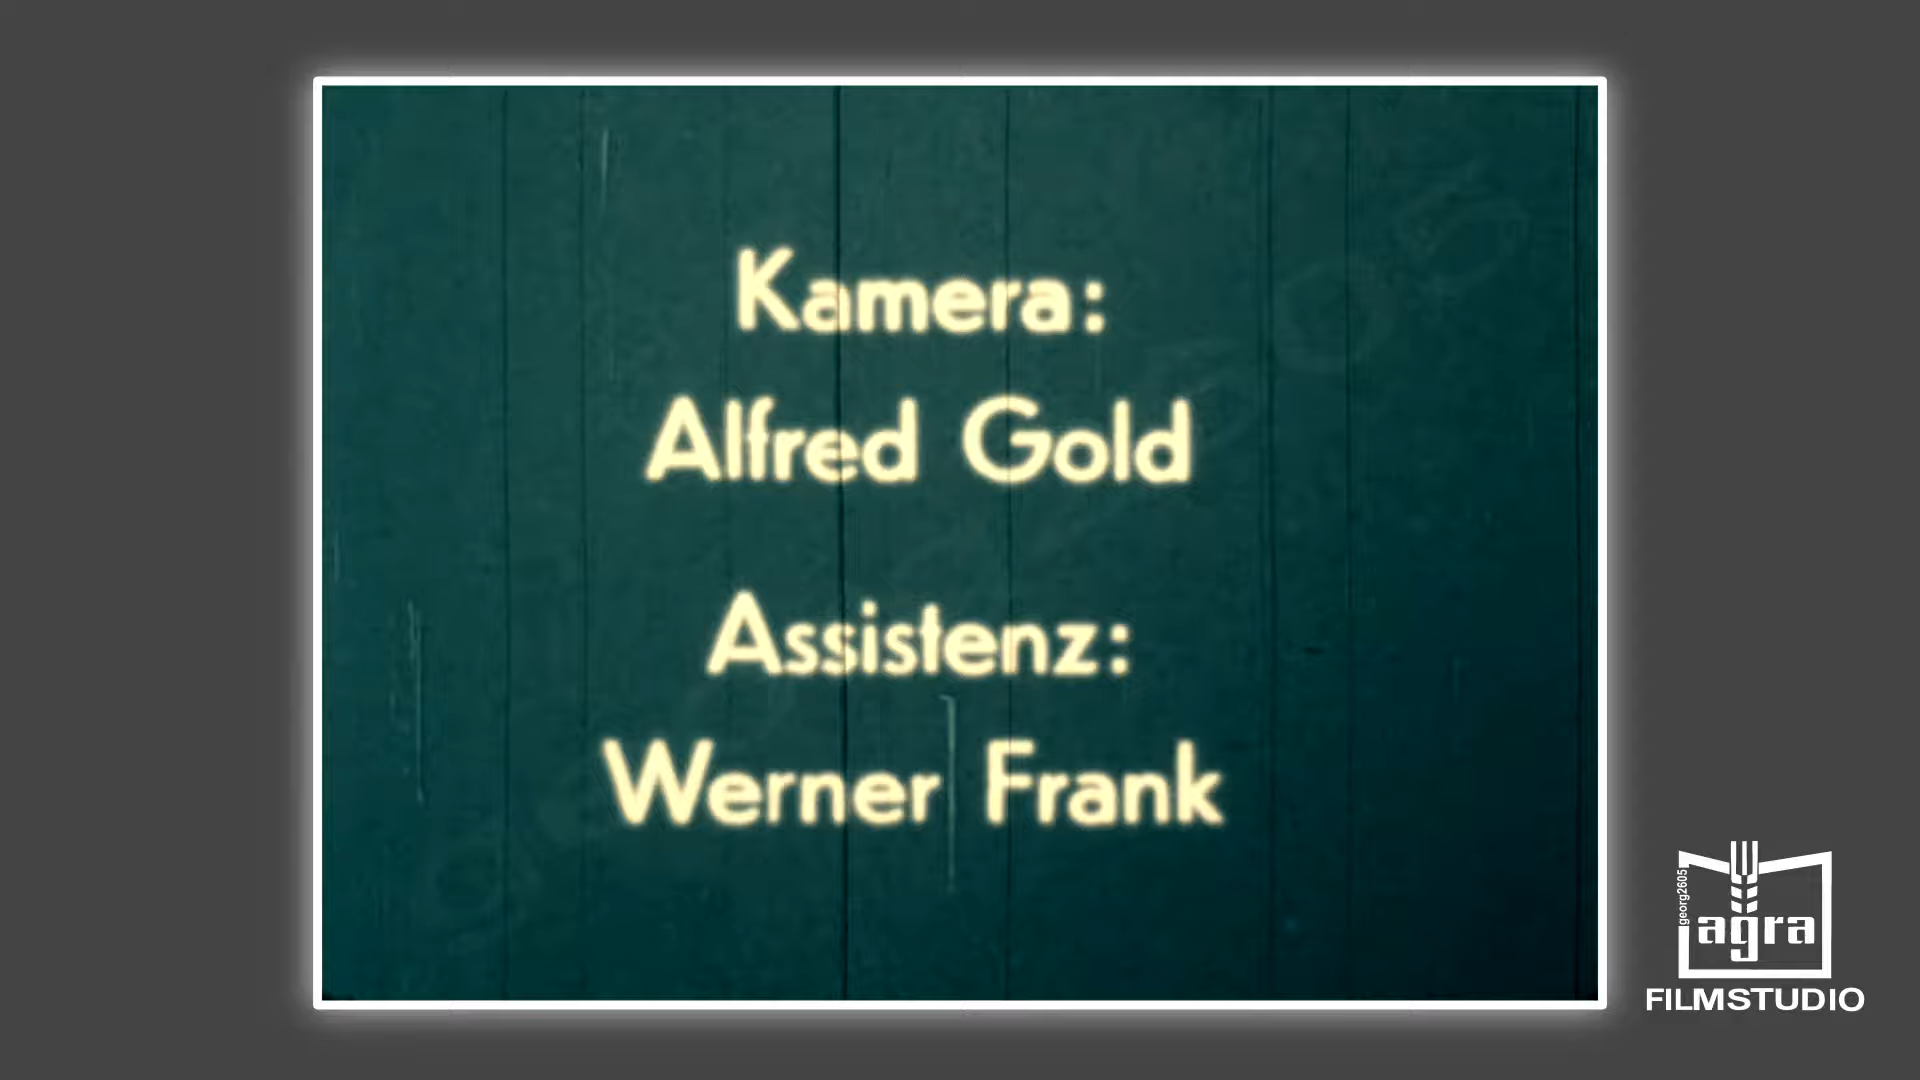 Kamera:
Alfred Gold
Assistenz:
Werner Frank
georg2605
agra
FILMSTUDIO